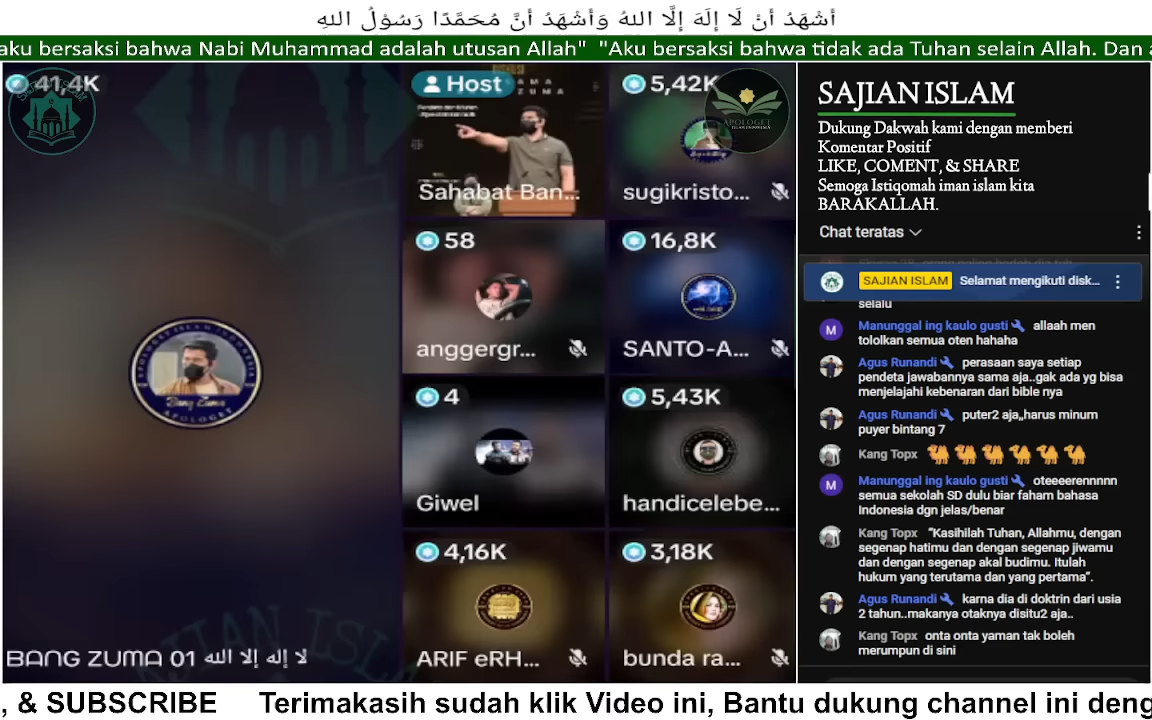 أشْهَدُ أنْ لَا إلَهَ إلَّا اللهُ وَأشْهَدُ أنَّ مُحَمَّدًا رَسُوْلُ اللهِ
aku bersaksi bahwa Nabi Muhammad adalah utusan Allah" "Aku bersaksi bahwa tidak ada Tuhan selain Allah. Dan a
41,4K
BANG ZUMA 01 لا إله إلا الله
Bang Zuma
APOLOGET
Host
Sahabat Ban...
5,42K
APOLOGET
sugikristo...
58
anggergr...
16,8K
SANTO-A...
4
Giwel
5,43K
handicelebe...
4,16K
ARIF eRH...
3,18K
bunda ra...
SAJIAN ISLAM
Dukung Dakwah kami dengan memberi
Komentar Positif
LIKE, COMENT, & SHARE
Semoga Istiqomah iman islam kita
BARAKALLAH.
Chat teratas
SAJIAN ISLAM Selamat mengikuti disk...
selalu
Manunggal ing kaulo gusti allaah men
tololkan semua oten hahaha
Agus Runandi perasaan saya setiap
pendeta jawabannya sama aja..gak ada yg bisa
menjelajahi kebenaran dari bible nya
Agus Runandi puter2 aja,,harus minum
puyer bintang 7
Kang Topx 🐫🐫🐫🐪🐪🐪
Manunggal ing kaulo gusti oteeeerennnnn
semua sekolah SD dulu biar faham bahasa
Indonesia dgn jelas/benar
Kang Topx “Kasihilah Tuhan, Allahmu, dengan
segenap hatimu dan dengan segenap jiwamu
dan dengan segenap akal budimu. Itulah
hukum yang terutama dan yang pertama”.
Agus Runandi karna dia di doktrin dari usia
2 tahun..makanya otaknya disitu2 aja..
Kang Topx onta onta yaman tak boleh
merumpun di sini
, & SUBSCRIBE Terimakasih sudah klik Video ini, Bantu dukung channel ini deng